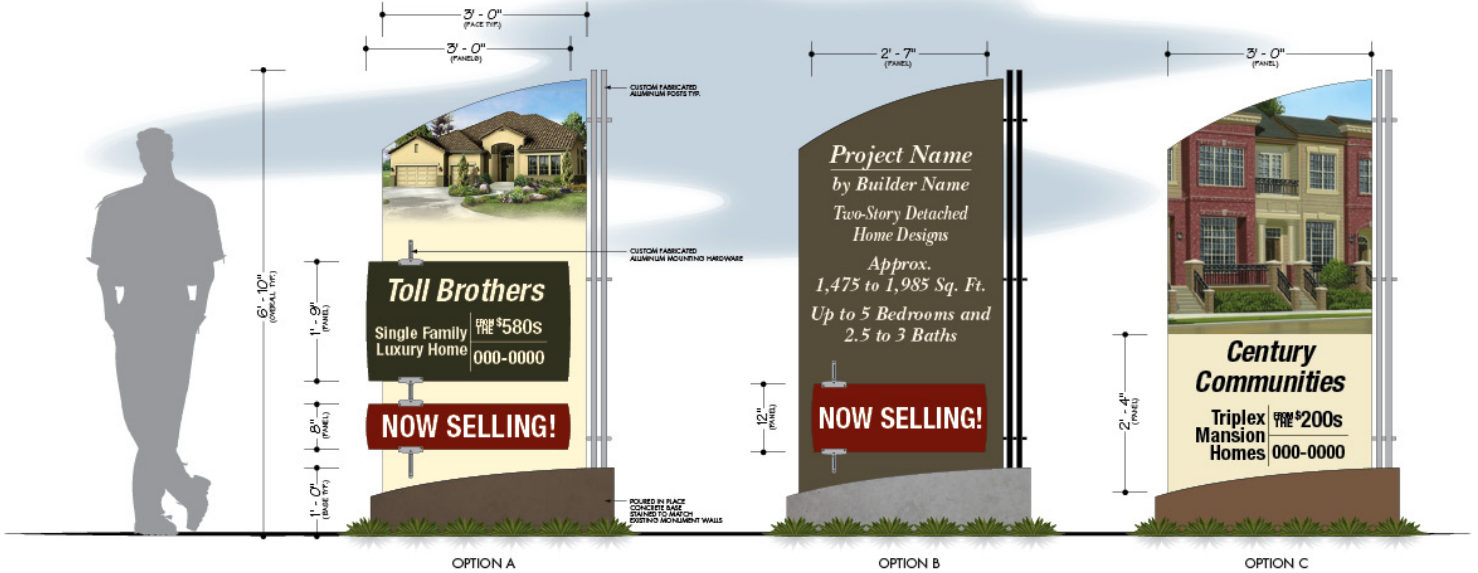 3' - 0"
(FACE TYP.)
3' - 0"
(PANELS)
6' - 10"
(OVERALL TYP.)
1' - 9"
(PANEL)
8"
(PANEL)
1' - 0"
(BASE TYP.)
CUSTOM FABRICATED
ALUMINUM POSTS TYP.
CUSTOM FABRICATED
ALUMINUM MOUNTING HARDWARE
POURED IN PLACE
CONCRETE BASE
STAINED TO MATCH
EXISTING MONUMENT WALLS
Toll Brothers
Single Family
Luxury Home
FROM THE $580s
000-0000
NOW SELLING!
OPTION A
2' - 7"
(PANEL)
12"
(PANEL)
Project Name
by Builder Name
Two-Story Detached
Home Designs
Approx.
1,475 to 1,985 Sq. Ft.
Up to 5 Bedrooms and
2.5 to 3 Baths
NOW SELLING!
OPTION B
3' - 0"
(PANEL)
2' - 4"
(PANEL)
Century
Communities
Triplex
Mansion
Homes
FROM THE $200s
000-0000
OPTION C